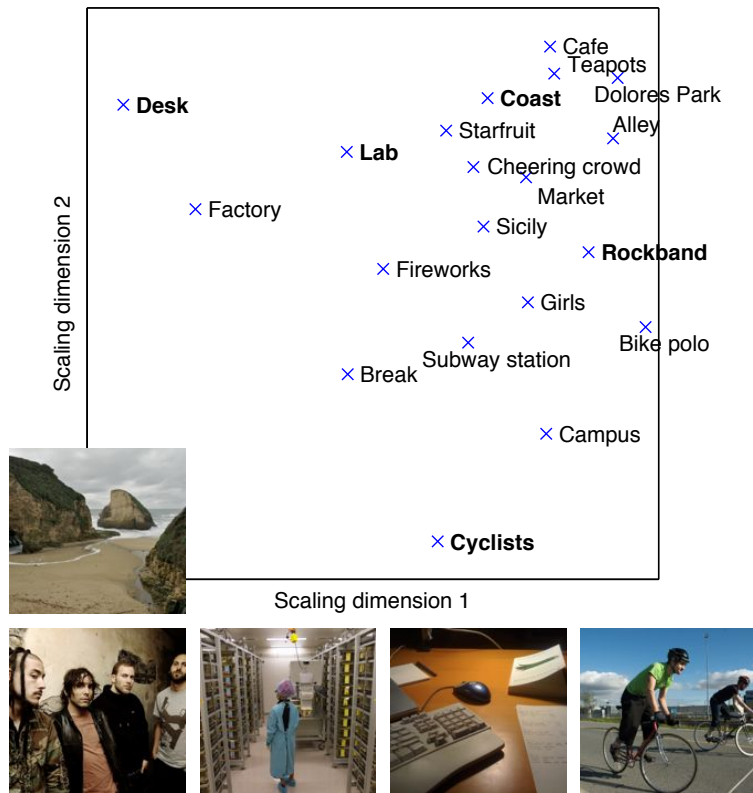 Cafe
Teapots
Dolores Park
Desk
Coast
Alley
Starfruit
Lab
Cheering crowd
Market
Factory
Sicily
Rockband
Fireworks
Girls
Bike polo
Subway station
Break
Campus
Cyclists
Scaling dimension 2
Scaling dimension 1